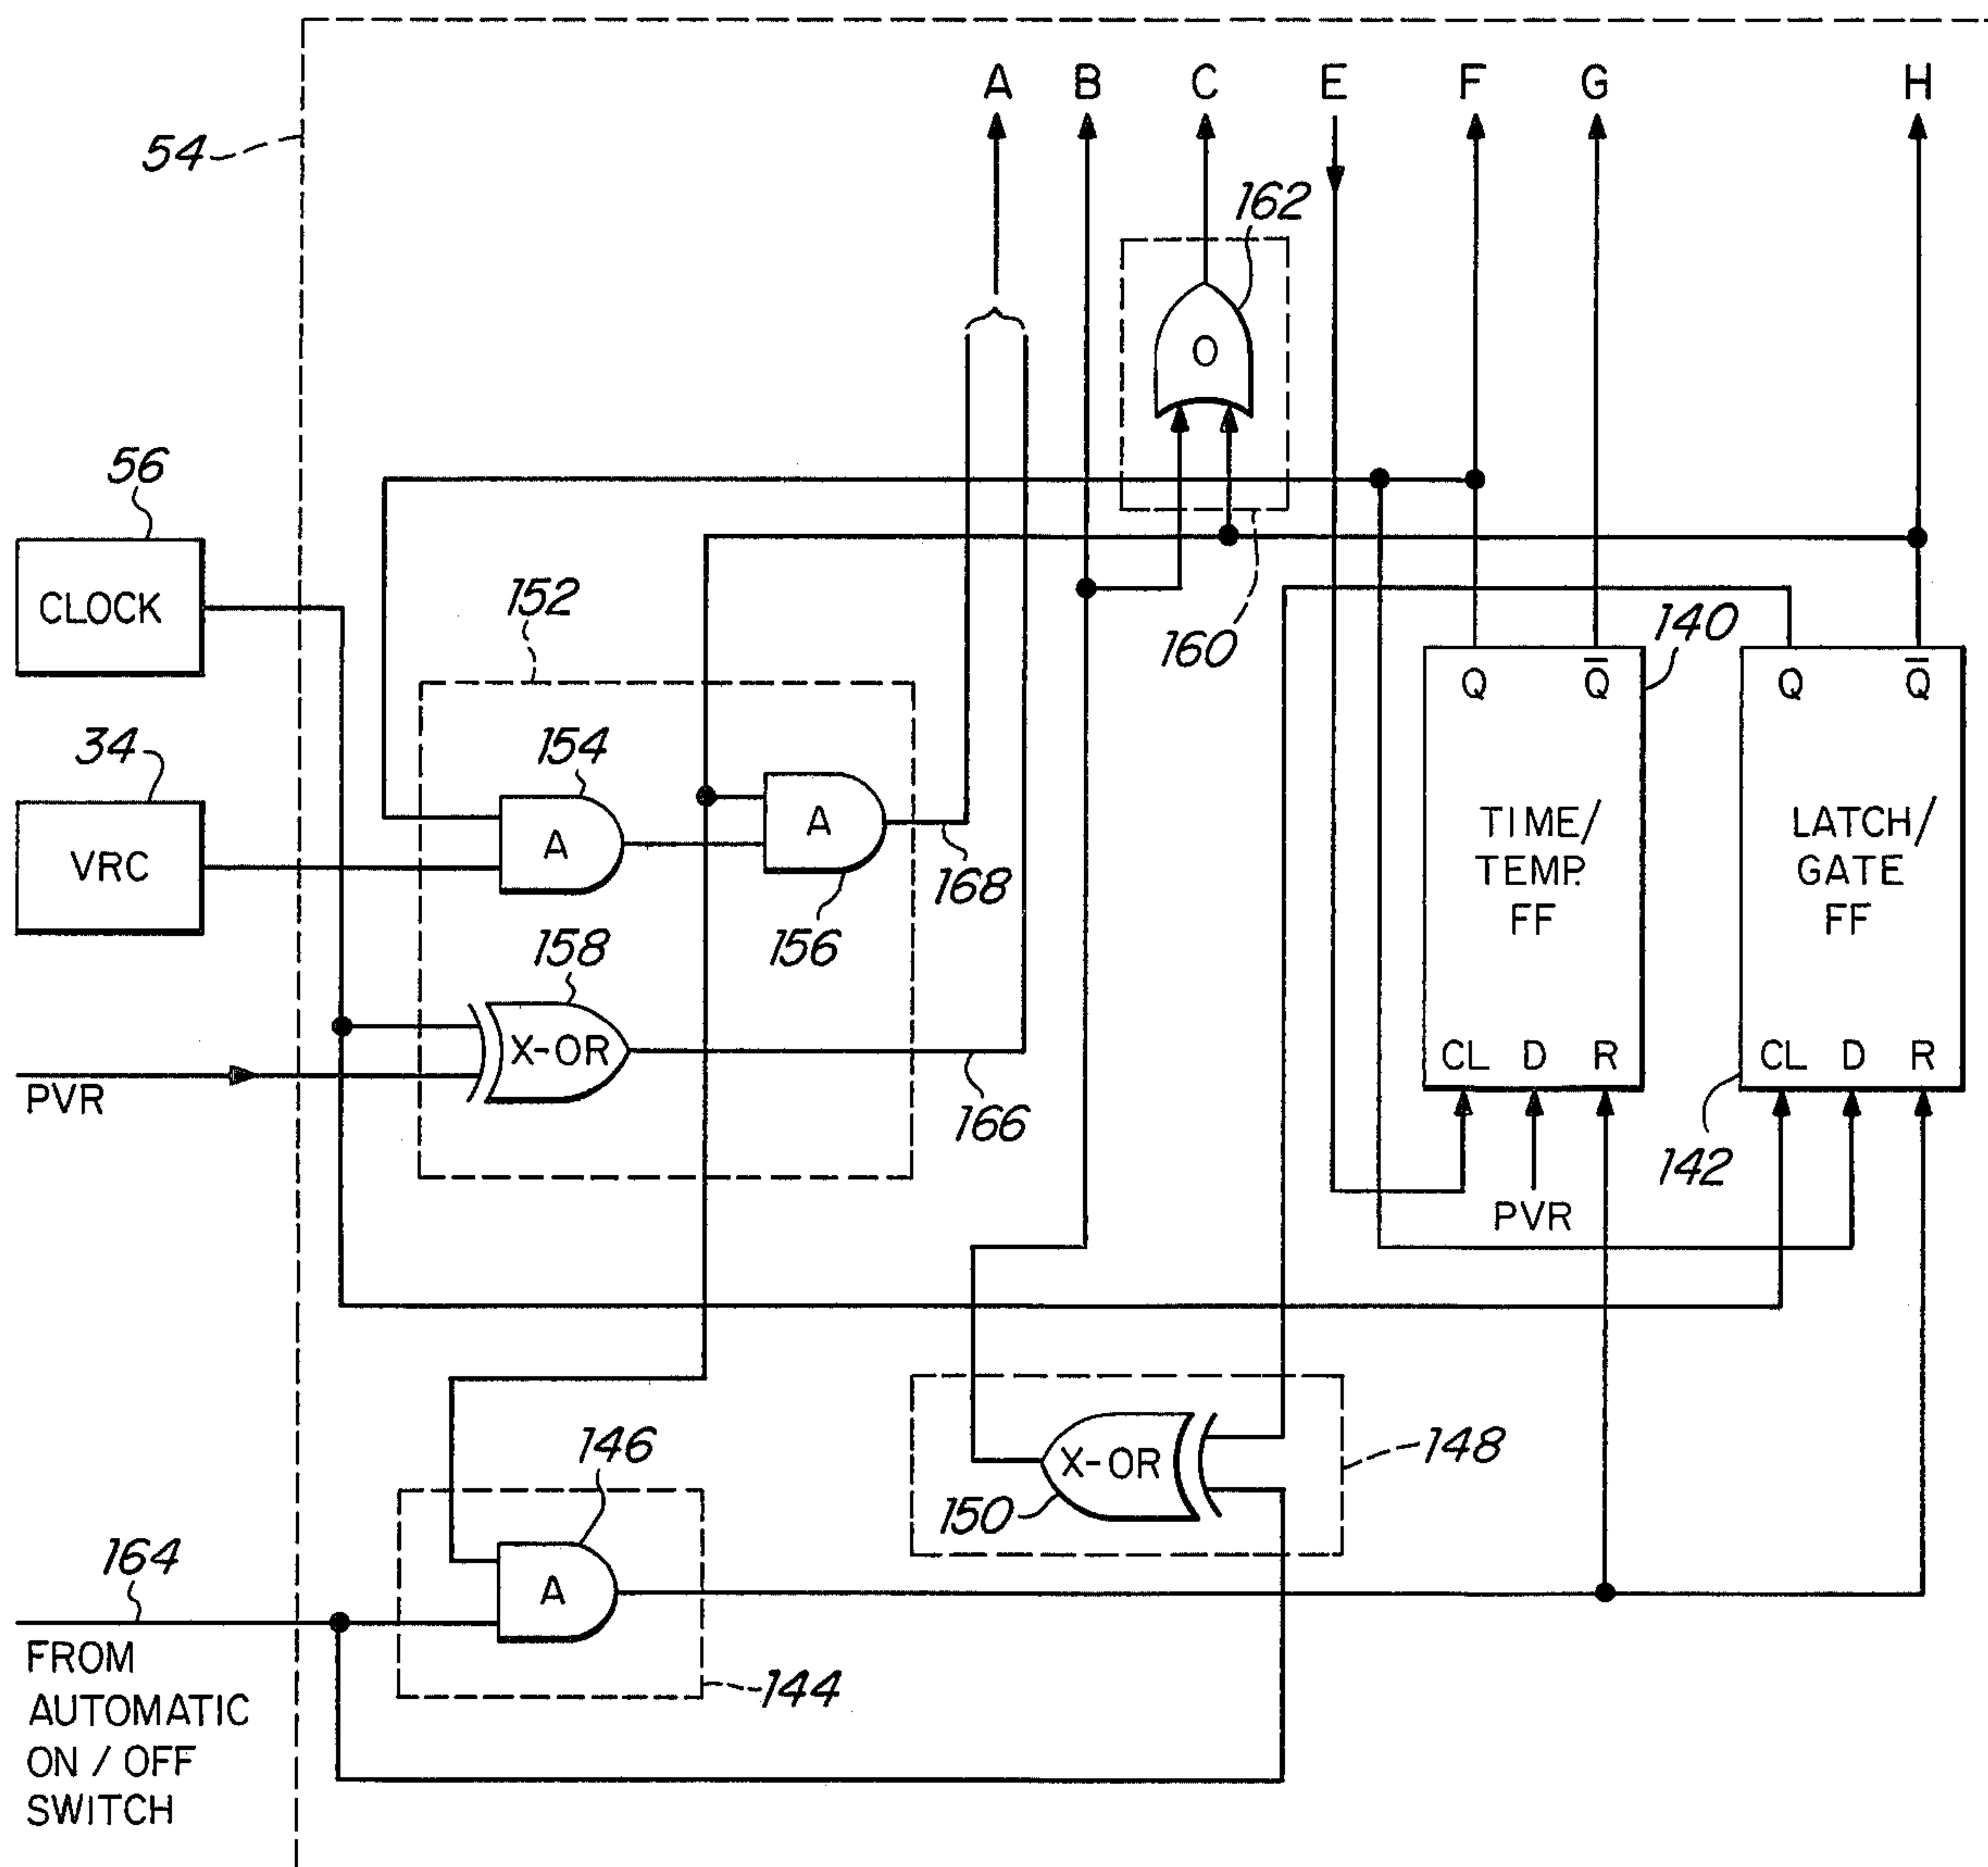 A B C E F G H
54
162
O
56
CLOCK
152
160
140
Q Q̅
Q Q̅
34
VRC
154
A
A
168
156
TIME/
TEMP.
FF
LATCH/
GATE
FF
158
X-OR
PVR
166
CL D R
CL D R
142
PVR
146
A
144
X-OR
150
148
164
FROM
AUTOMATIC
ON / OFF
SWITCH